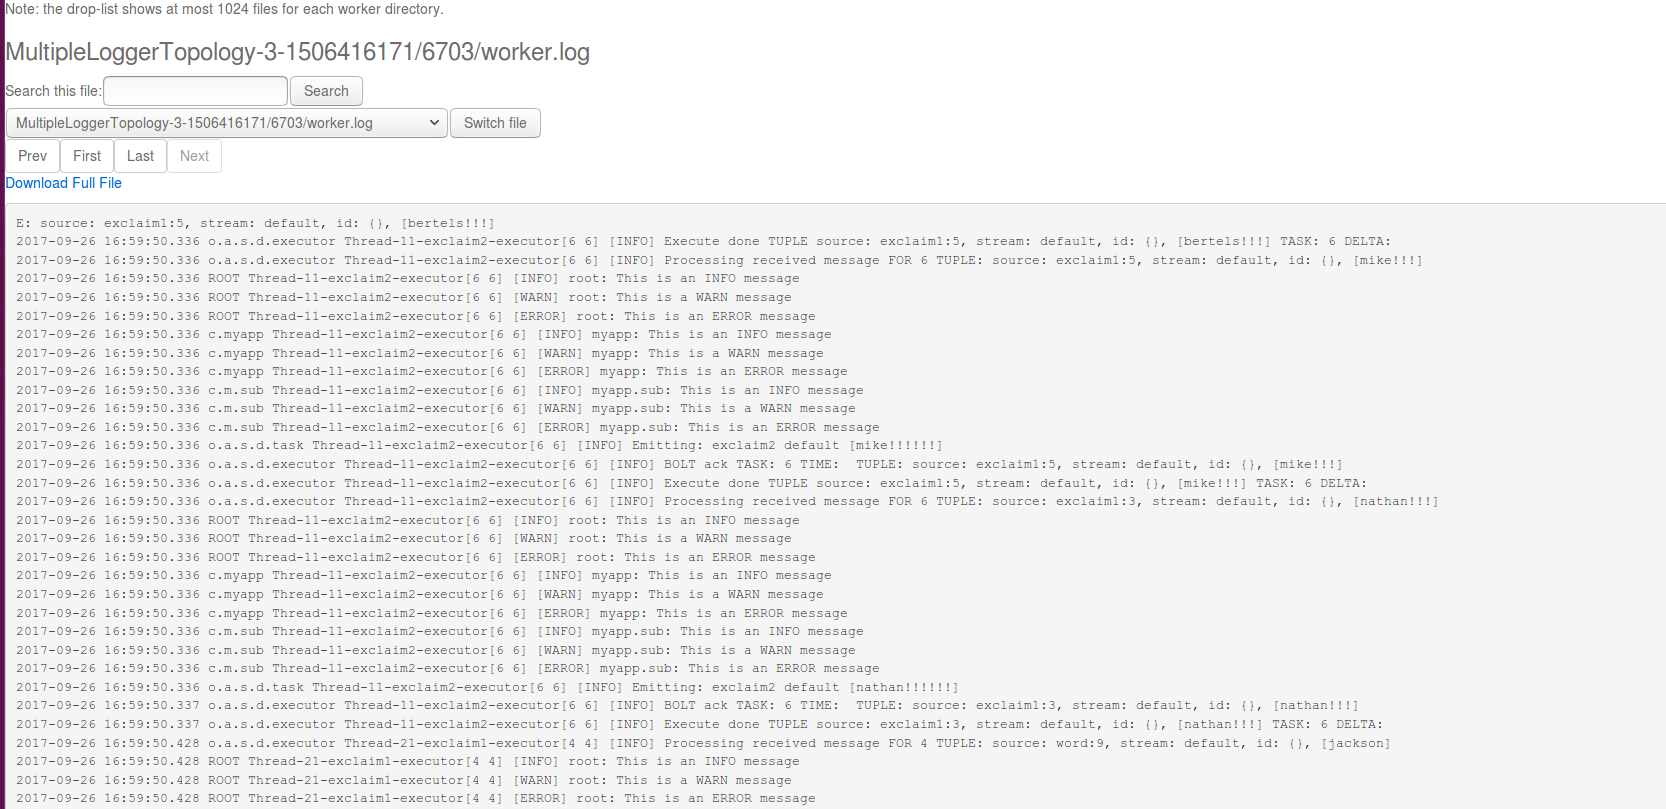 Note: the drop-list shows at most 1024 files for each worker directory.
MultipleLoggerTopology-3-1506416171/6703/worker.log
Search this file: Search
MultipleLoggerTopology-3-1506416171/6703/worker.log Switch file
Prev First Last Next
Download Full File
E: source: exclaim1:5, stream: default, id: {}, [bertels!!!]
2017-09-26 16:59:50.336 o.a.s.d.executor Thread-11-exclaim2-executor[6 6] [INFO] Execute done TUPLE source: exclaim1:5, stream: default, id: {}, [bertels!!!] TASK: 6 DELTA:
2017-09-26 16:59:50.336 o.a.s.d.executor Thread-11-exclaim2-executor[6 6] [INFO] Processing received message FOR 6 TUPLE: source: exclaim1:5, stream: default, id: {}, [mike!!!]
2017-09-26 16:59:50.336 ROOT Thread-11-exclaim2-executor[6 6] [INFO] root: This is an INFO message
2017-09-26 16:59:50.336 ROOT Thread-11-exclaim2-executor[6 6] [WARN] root: This is a WARN message
2017-09-26 16:59:50.336 ROOT Thread-11-exclaim2-executor[6 6] [ERROR] root: This is an ERROR message
2017-09-26 16:59:50.336 c.myapp Thread-11-exclaim2-executor[6 6] [INFO] myapp: This is an INFO message
2017-09-26 16:59:50.336 c.myapp Thread-11-exclaim2-executor[6 6] [WARN] myapp: This is a WARN message
2017-09-26 16:59:50.336 c.myapp Thread-11-exclaim2-executor[6 6] [ERROR] myapp: This is an ERROR message
2017-09-26 16:59:50.336 c.m.sub Thread-11-exclaim2-executor[6 6] [INFO] myapp.sub: This is an INFO message
2017-09-26 16:59:50.336 c.m.sub Thread-11-exclaim2-executor[6 6] [WARN] myapp.sub: This is a WARN message
2017-09-26 16:59:50.336 c.m.sub Thread-11-exclaim2-executor[6 6] [ERROR] myapp.sub: This is an ERROR message
2017-09-26 16:59:50.336 o.a.s.d.task Thread-11-exclaim2-executor[6 6] [INFO] Emitting: exclaim2 default [mike!!!!!!]
2017-09-26 16:59:50.336 o.a.s.d.executor Thread-11-exclaim2-executor[6 6] [INFO] BOLT ack TASK: 6 TIME:  TUPLE: source: exclaim1:5, stream: default, id: {}, [mike!!!]
2017-09-26 16:59:50.336 o.a.s.d.executor Thread-11-exclaim2-executor[6 6] [INFO] Execute done TUPLE source: exclaim1:5, stream: default, id: {}, [mike!!!] TASK: 6 DELTA:
2017-09-26 16:59:50.336 o.a.s.d.executor Thread-11-exclaim2-executor[6 6] [INFO] Processing received message FOR 6 TUPLE: source: exclaim1:3, stream: default, id: {}, [nathan!!!]
2017-09-26 16:59:50.336 ROOT Thread-11-exclaim2-executor[6 6] [INFO] root: This is an INFO message
2017-09-26 16:59:50.336 ROOT Thread-11-exclaim2-executor[6 6] [WARN] root: This is a WARN message
2017-09-26 16:59:50.336 ROOT Thread-11-exclaim2-executor[6 6] [ERROR] root: This is an ERROR message
2017-09-26 16:59:50.336 c.myapp Thread-11-exclaim2-executor[6 6] [INFO] myapp: This is an INFO message
2017-09-26 16:59:50.336 c.myapp Thread-11-exclaim2-executor[6 6] [WARN] myapp: This is a WARN message
2017-09-26 16:59:50.336 c.myapp Thread-11-exclaim2-executor[6 6] [ERROR] myapp: This is an ERROR message
2017-09-26 16:59:50.336 c.m.sub Thread-11-exclaim2-executor[6 6] [INFO] myapp.sub: This is an INFO message
2017-09-26 16:59:50.336 c.m.sub Thread-11-exclaim2-executor[6 6] [WARN] myapp.sub: This is a WARN message
2017-09-26 16:59:50.336 c.m.sub Thread-11-exclaim2-executor[6 6] [ERROR] myapp.sub: This is an ERROR message
2017-09-26 16:59:50.336 o.a.s.d.task Thread-11-exclaim2-executor[6 6] [INFO] Emitting: exclaim2 default [nathan!!!!!!]
2017-09-26 16:59:50.337 o.a.s.d.executor Thread-11-exclaim2-executor[6 6] [INFO] BOLT ack TASK: 6 TIME:  TUPLE: source: exclaim1:3, stream: default, id: {}, [nathan!!!]
2017-09-26 16:59:50.337 o.a.s.d.executor Thread-11-exclaim2-executor[6 6] [INFO] Execute done TUPLE source: exclaim1:3, stream: default, id: {}, [nathan!!!] TASK: 6 DELTA:
2017-09-26 16:59:50.428 o.a.s.d.executor Thread-21-exclaim1-executor[4 4] [INFO] Processing received message FOR 4 TUPLE: source: word:9, stream: default, id: {}, [jackson]
2017-09-26 16:59:50.428 ROOT Thread-21-exclaim1-executor[4 4] [INFO] root: This is an INFO message
2017-09-26 16:59:50.428 ROOT Thread-21-exclaim1-executor[4 4] [WARN] root: This is a WARN message
2017-09-26 16:59:50.428 ROOT Thread-21-exclaim1-executor[4 4] [ERROR] root: This is an ERROR message